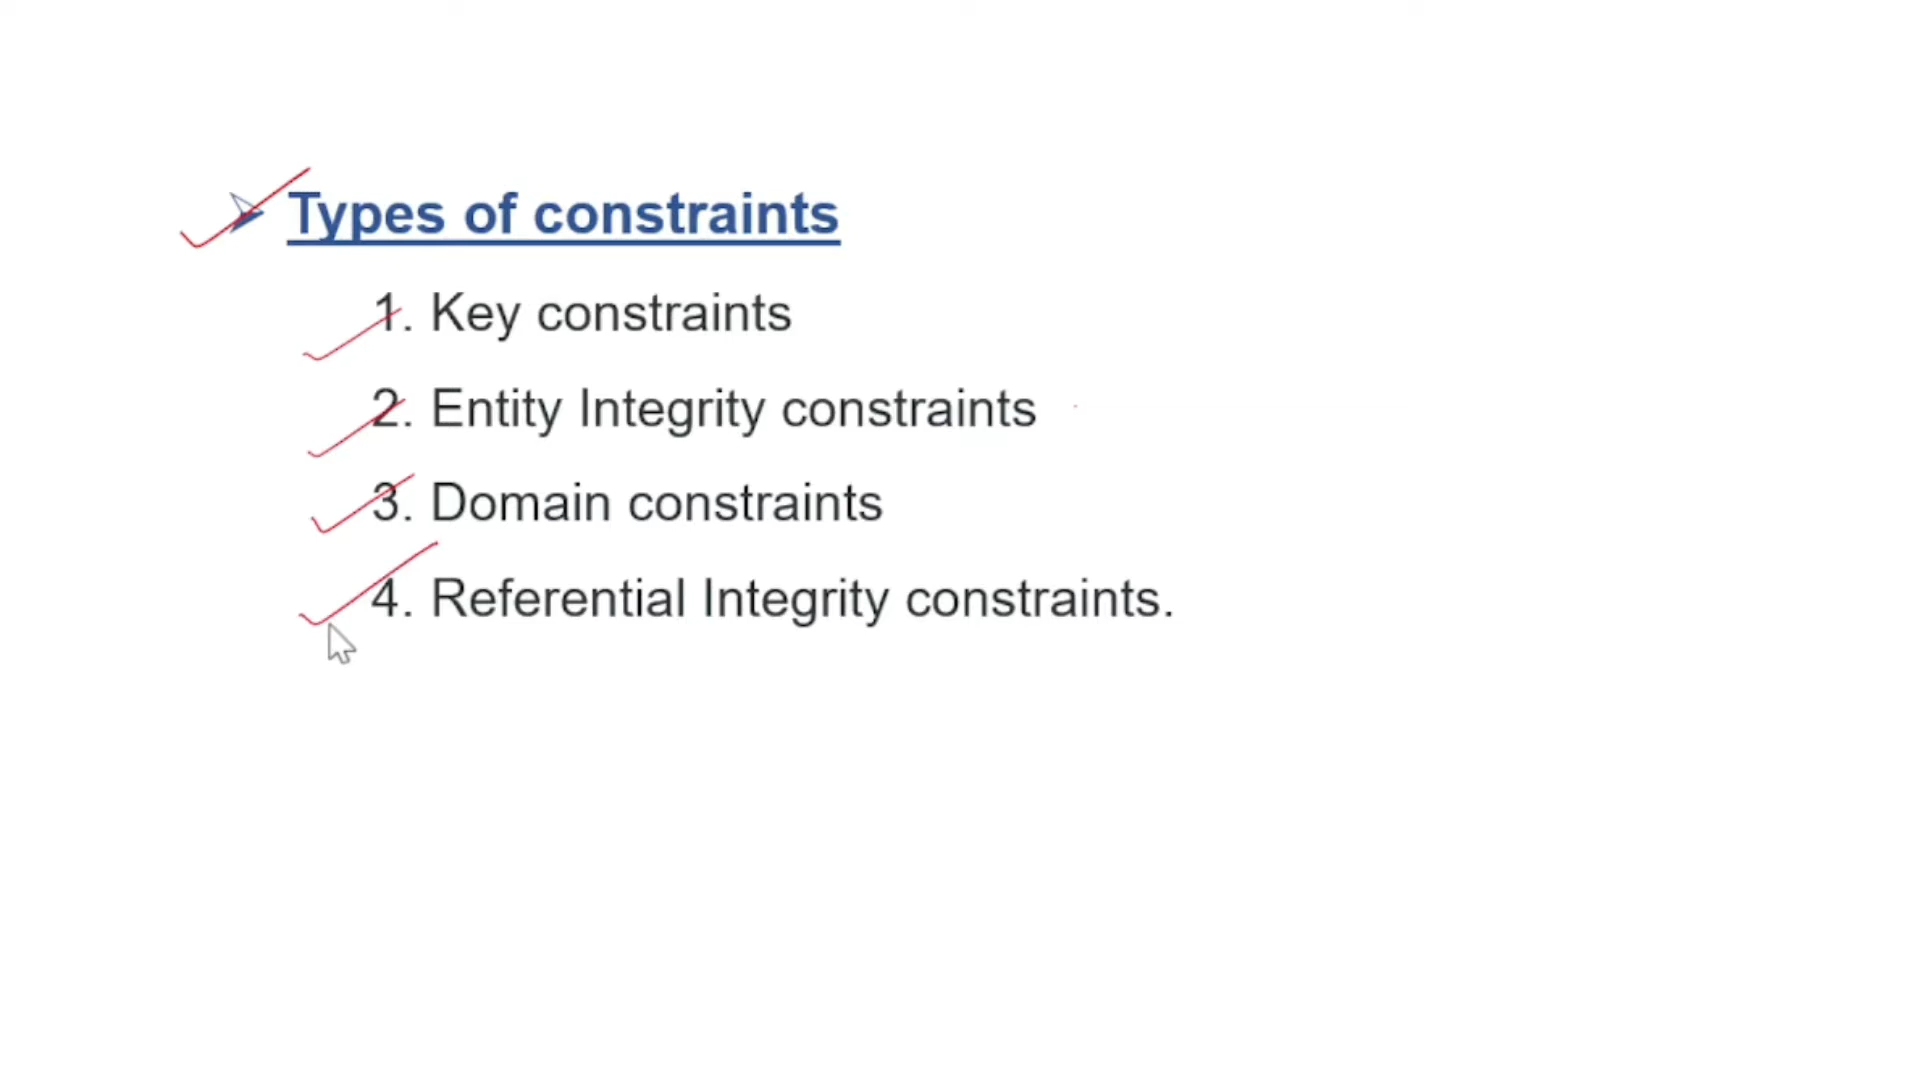 Types of constraints
1. Key constraints
2. Entity Integrity constraints
3. Domain constraints
4. Referential Integrity constraints.